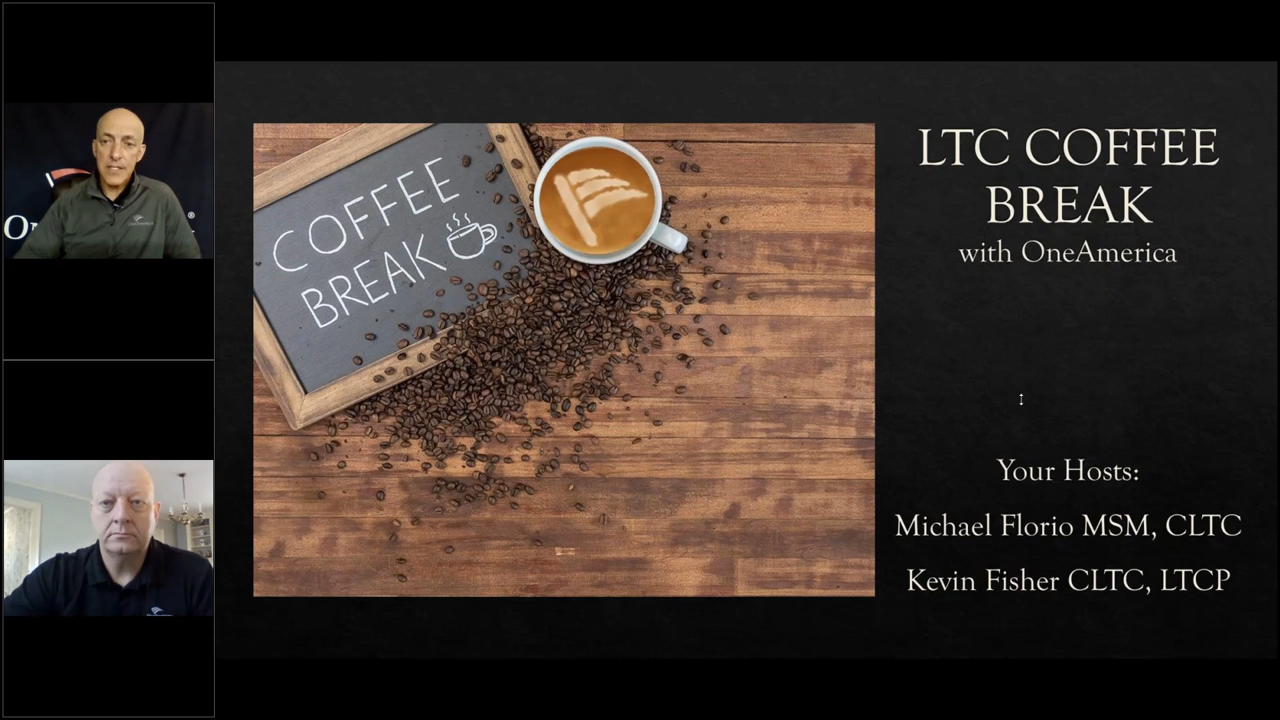 COFFEE
BREAK
LTC COFFEE
BREAK
with OneAmerica
Your Hosts:
Michael Florio MSM, CLTC
Kevin Fisher CLTC, LTCP